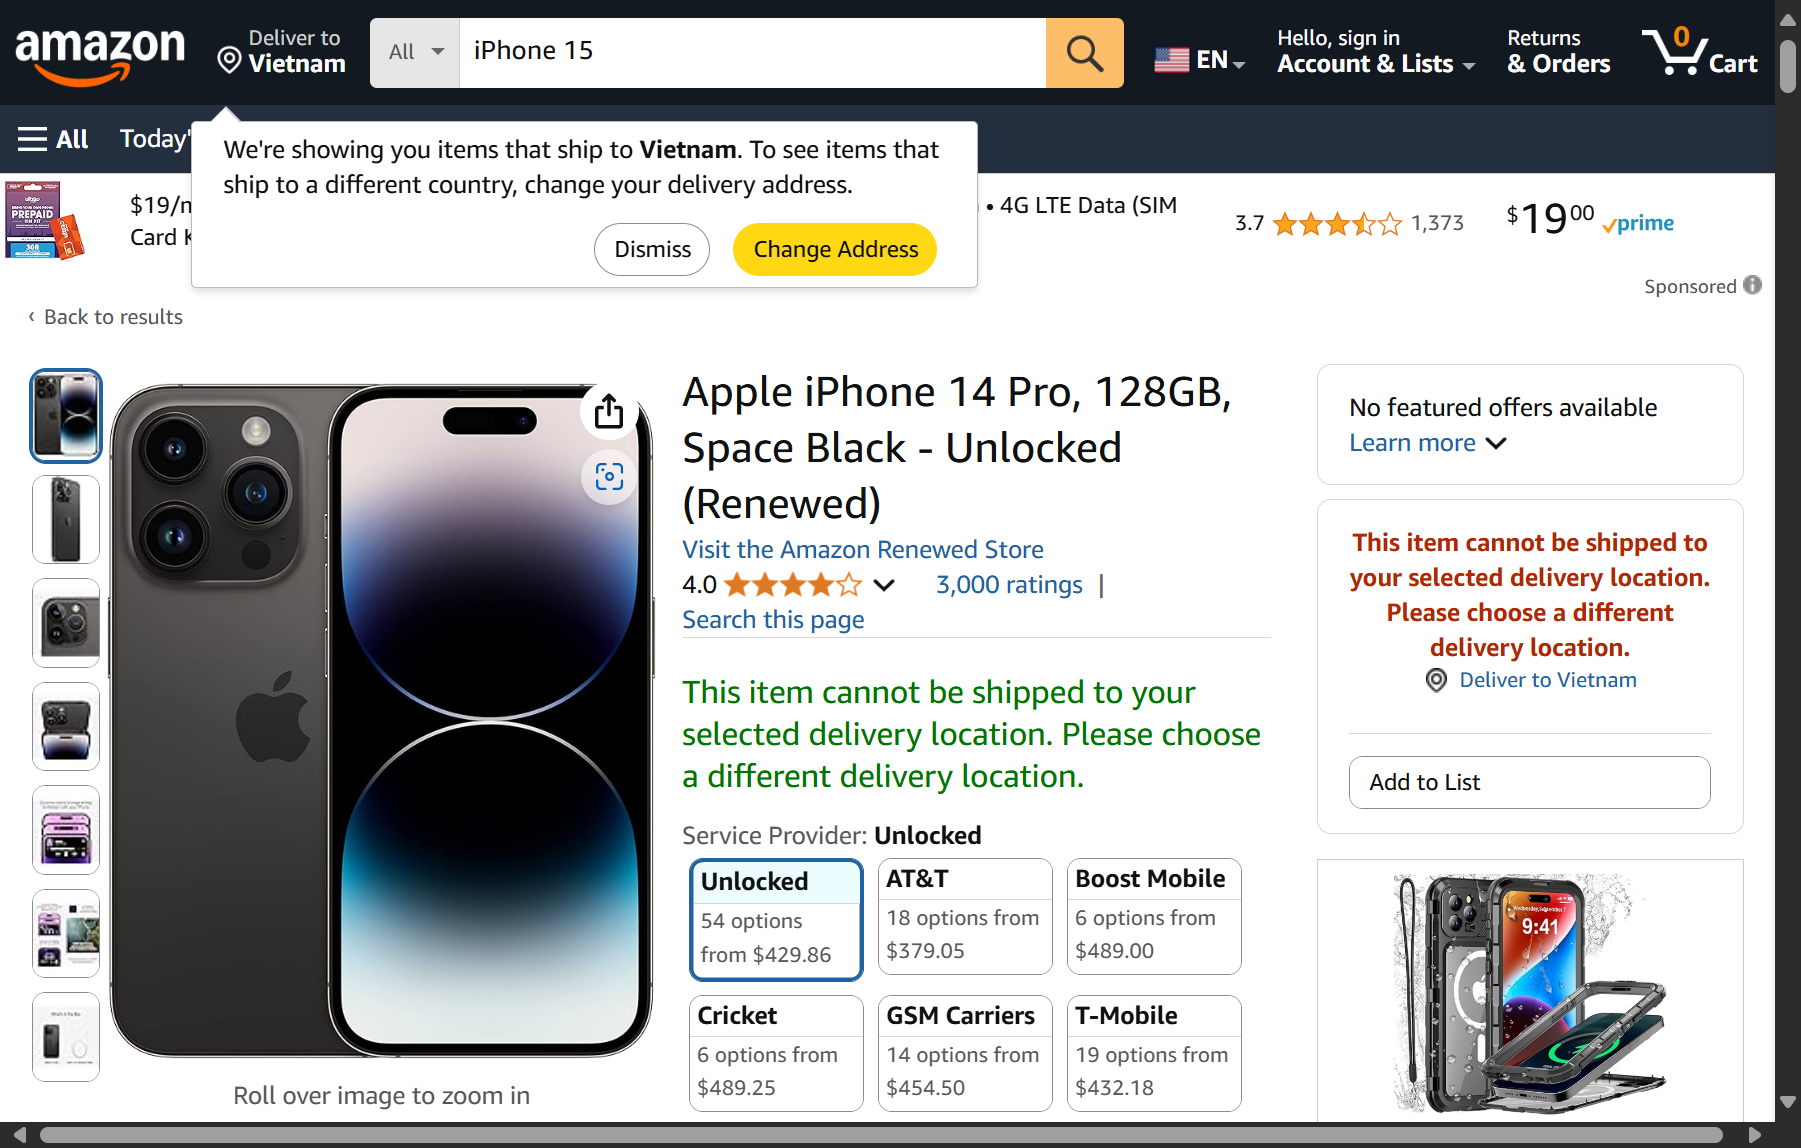 amazon
Deliver to
Vietnam
All
iPhone 15
EN
Hello, sign in
Account & Lists
Returns
& Orders
0
Cart
All
Today'
We're showing you items that ship to Vietnam. To see items that
ship to a different country, change your delivery address.
Dismiss
Change Address
PREPAID
$19/
Card
• 4G LTE Data (SIM
3.7
1,373
$1900
prime
Sponsored
‹ Back to results
Apple iPhone 14 Pro, 128GB,
Space Black - Unlocked
(Renewed)
Visit the Amazon Renewed Store
4.0
3,000 ratings |
Search this page
This item cannot be shipped to your
selected delivery location. Please choose
a different delivery location.
Service Provider: Unlocked
Unlocked
54 options
from $429.86
AT&T
18 options from
$379.05
Boost Mobile
6 options from
$489.00
Cricket
6 options from
$489.25
GSM Carriers
14 options from
$454.50
T-Mobile
19 options from
$432.18
Roll over image to zoom in
No featured offers available
Learn more
This item cannot be shipped to
your selected delivery location.
Please choose a different
delivery location.
Deliver to Vietnam
Add to List
9:41